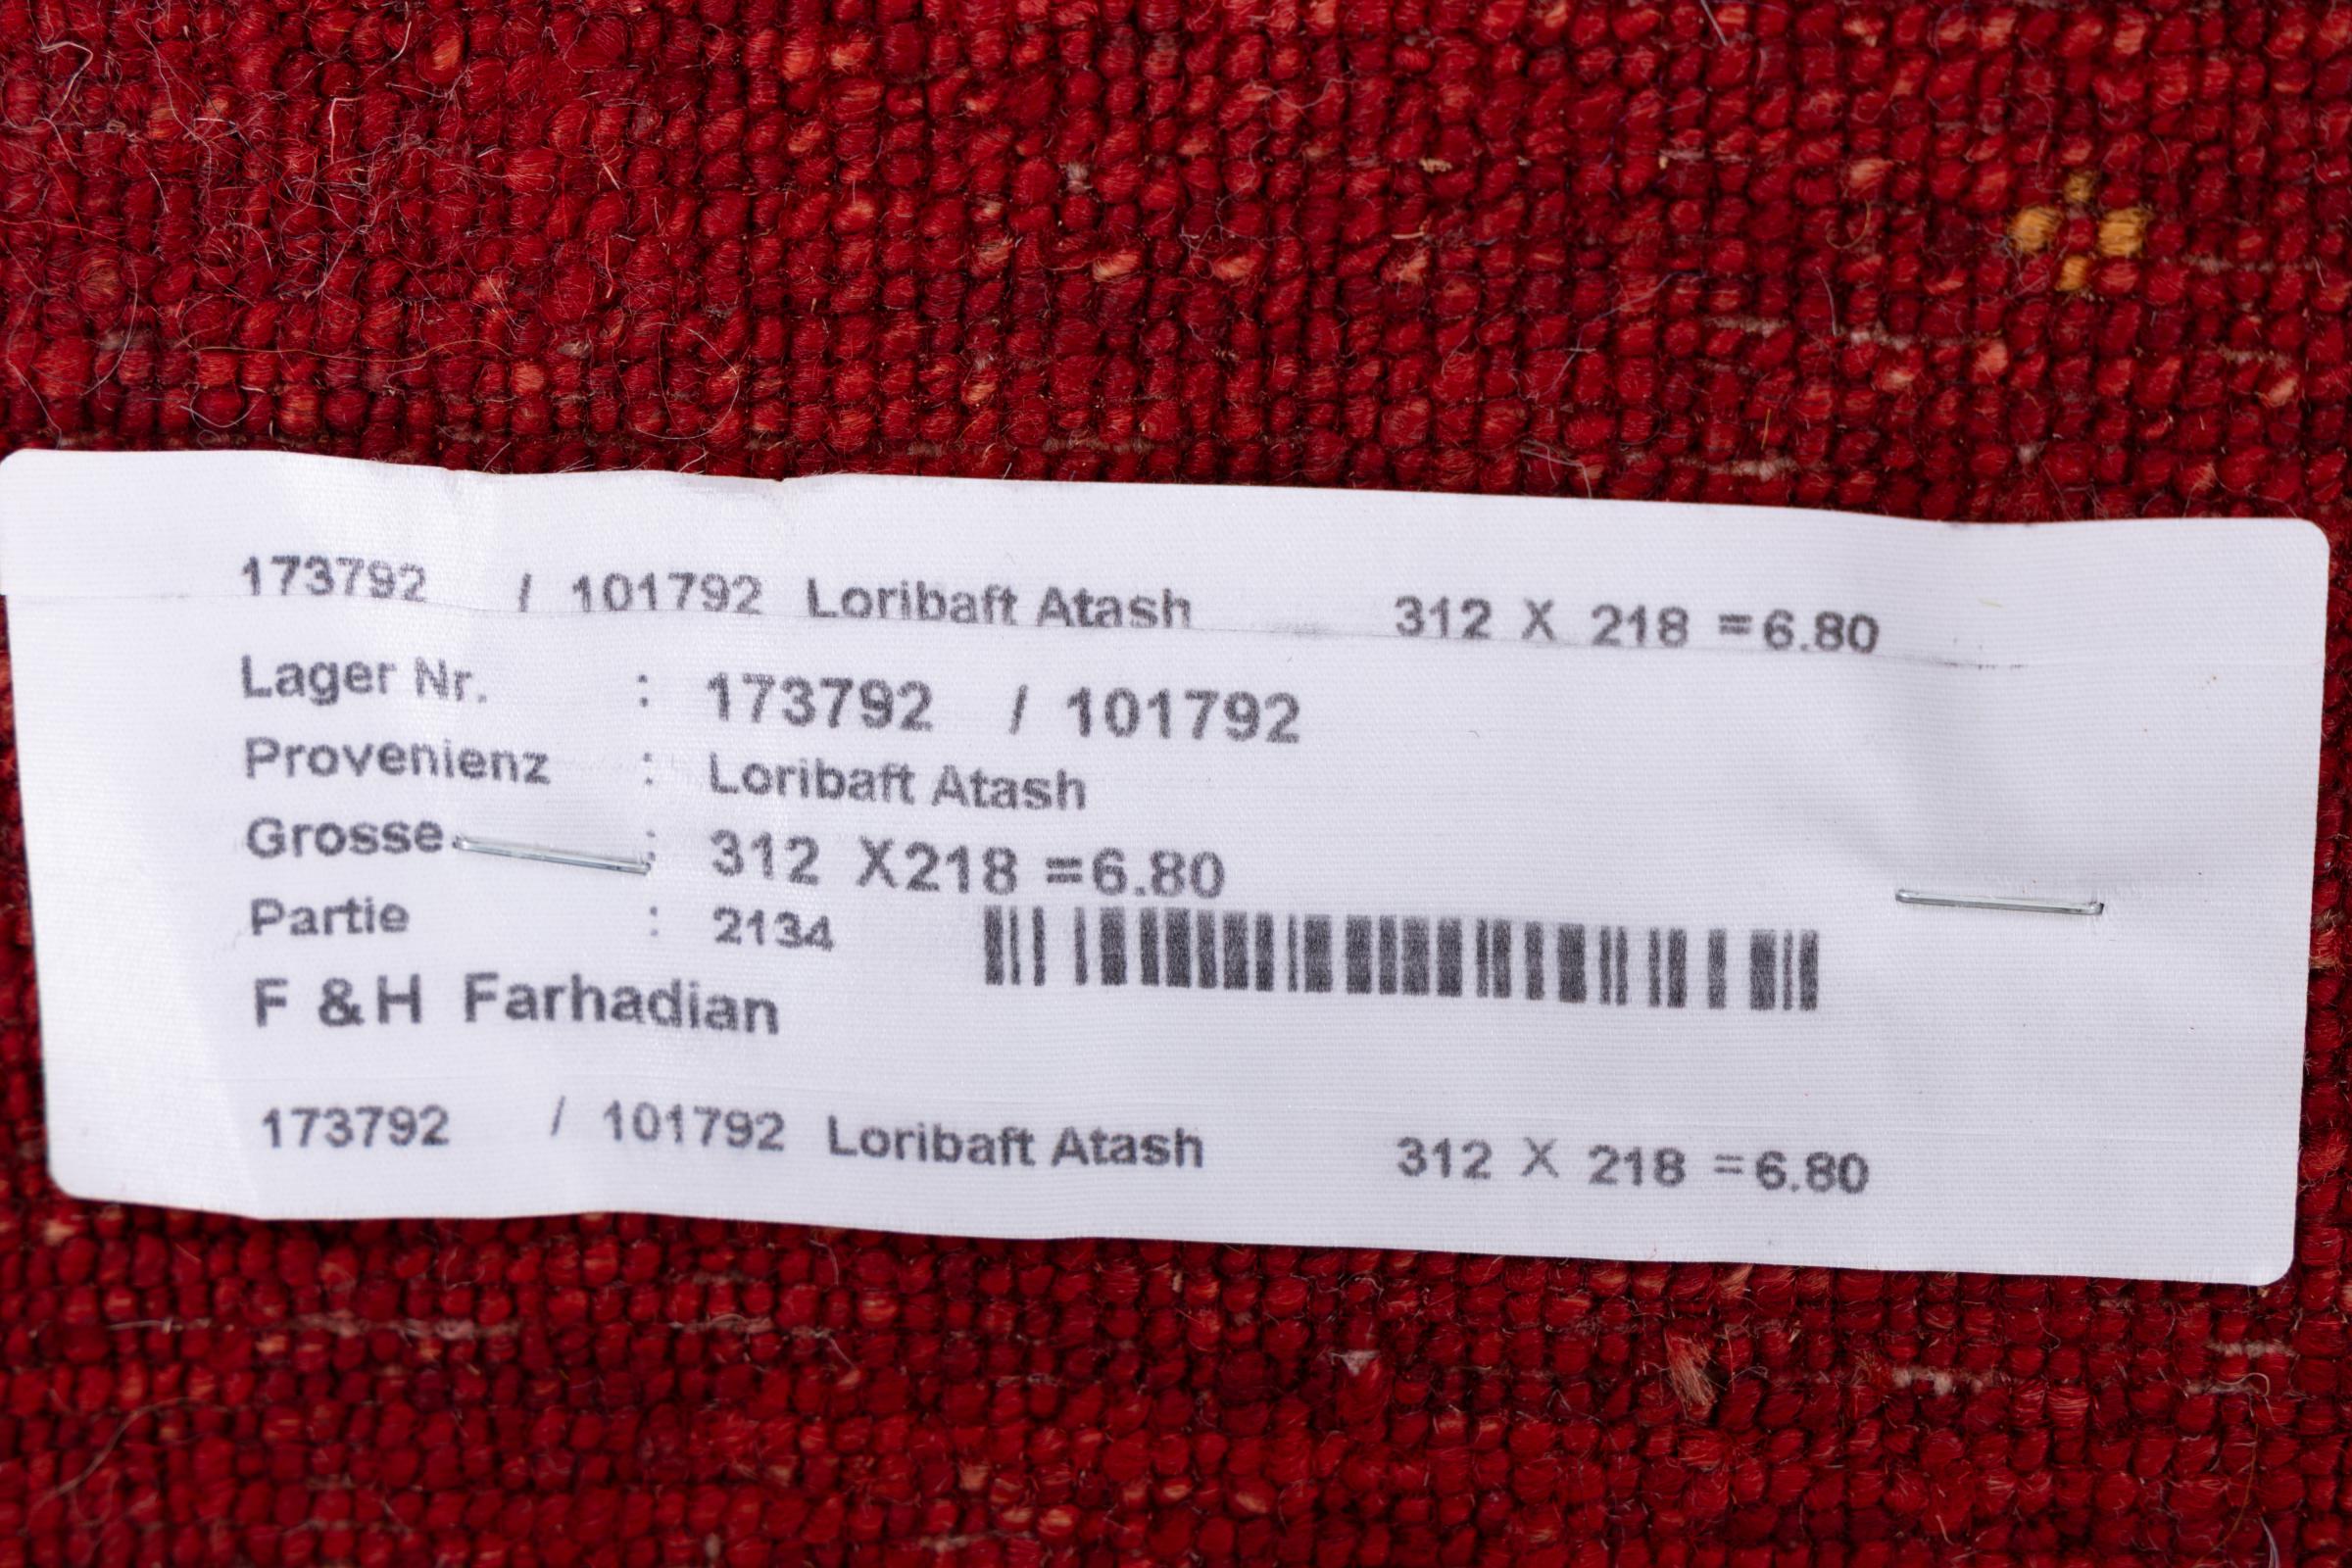 173792 / 101792 Loribaft Atash 312 X 218 =6.80
Lager Nr. : 173792 / 101792
Provenienz : Loribaft Atash
Grosse : 312 X218 =6.80
Partie : 2134
F &H Farhadian
173792 / 101792 Loribaft Atash 312 X 218 =6.80